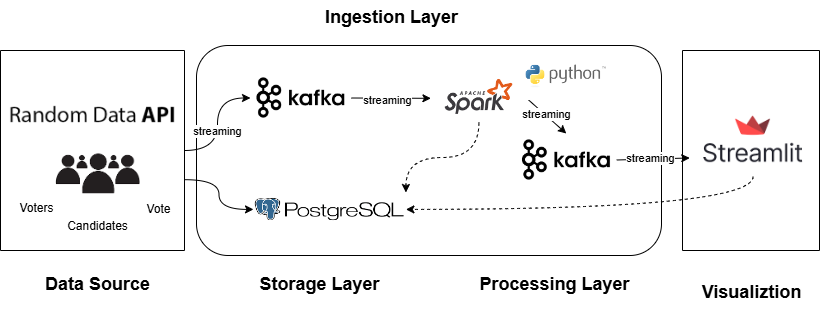 Ingestion Layer
Random Data API
Voters
Candidates
Vote
streaming
kafka
streaming
APACHE
Spark
python™
streaming
kafka
streaming
PostgreSQL
Streamlit
Data Source
Storage Layer
Processing Layer
Visualiztion